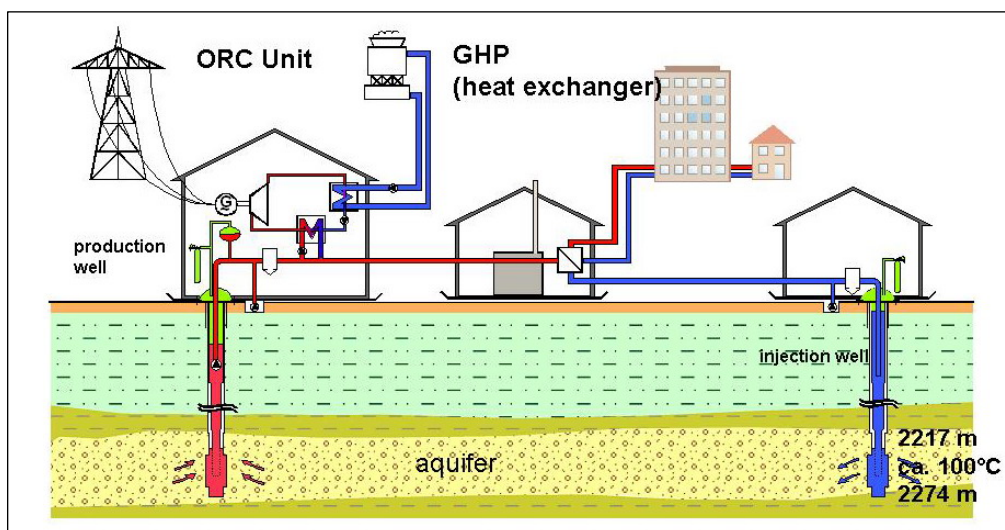 ORC Unit
GHP
(heat exchanger)
G
production
well
injection well
aquifer
2217 m
ca. 100°C
2274 m